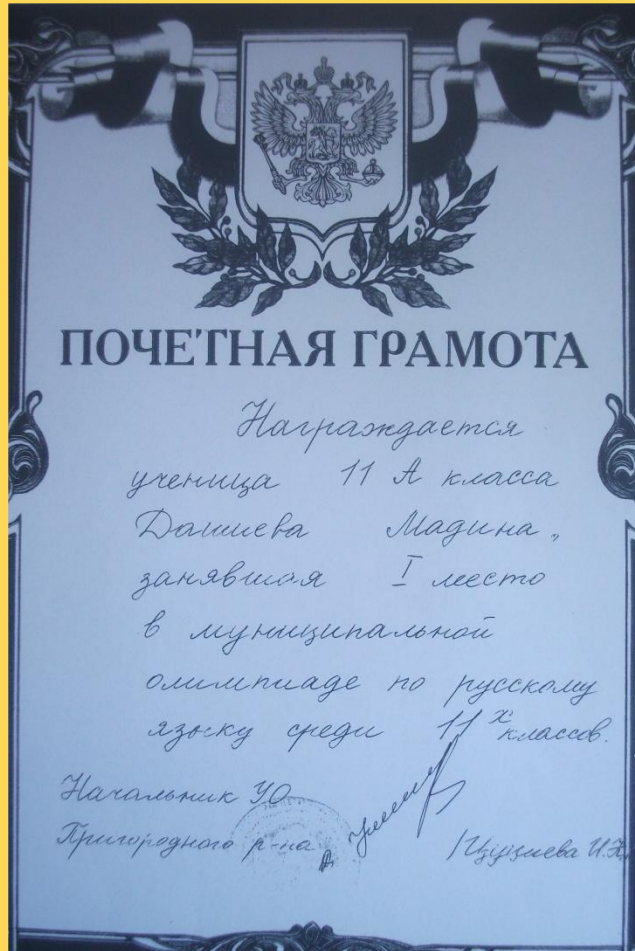 ПОЧЕТНАЯ ГРАМОТА
Награждается
ученица 11 А класса
Дашиева Мадина,
занявшая I место
в муниципальной
олимпиаде по русскому
языку среди 11х классов.
Начальник УО
Пригородного р-на